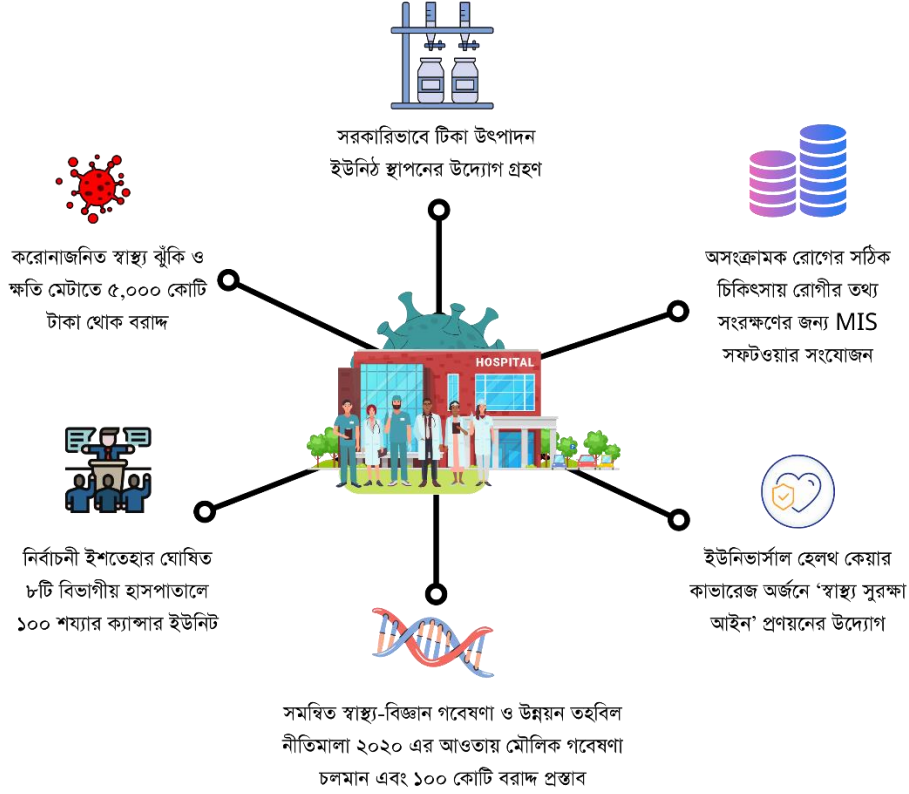 সরকারিভাবে টিকা উৎপাদন
ইউনিঠ স্থাপনের উদ্যোগ গ্রহণ
করোনাজনিত স্বাস্থ্য ঝুঁকি ও
ক্ষতি মেটাতে ৫,০০০ কোটি
টাকা থোক বরাদ্দ
অসংক্রামক রোগের সঠিক
চিকিৎসায় রোগীর তথ্য
সংরক্ষণের জন্য MIS
সফটওয়ার সংযোজন
HOSPITAL
নির্বাচনী ইশতেহার ঘোষিত
৮টি বিভাগীয় হাসপাতালে
১০০ শয্যার ক্যান্সার ইউনিট
ইউনিভার্সাল হেলথ কেয়ার
কাভারেজ অর্জনে ‘স্বাস্থ্য সুরক্ষা
আইন’ প্রণয়নের উদ্যোগ
সমন্বিত স্বাস্থ্য-বিজ্ঞান গবেষণা ও উন্নয়ন তহবিল
নীতিমালা ২০২০ এর আওতায় মৌলিক গবেষণা
চলমান এবং ১০০ কোটি বরাদ্দ প্রস্তাব